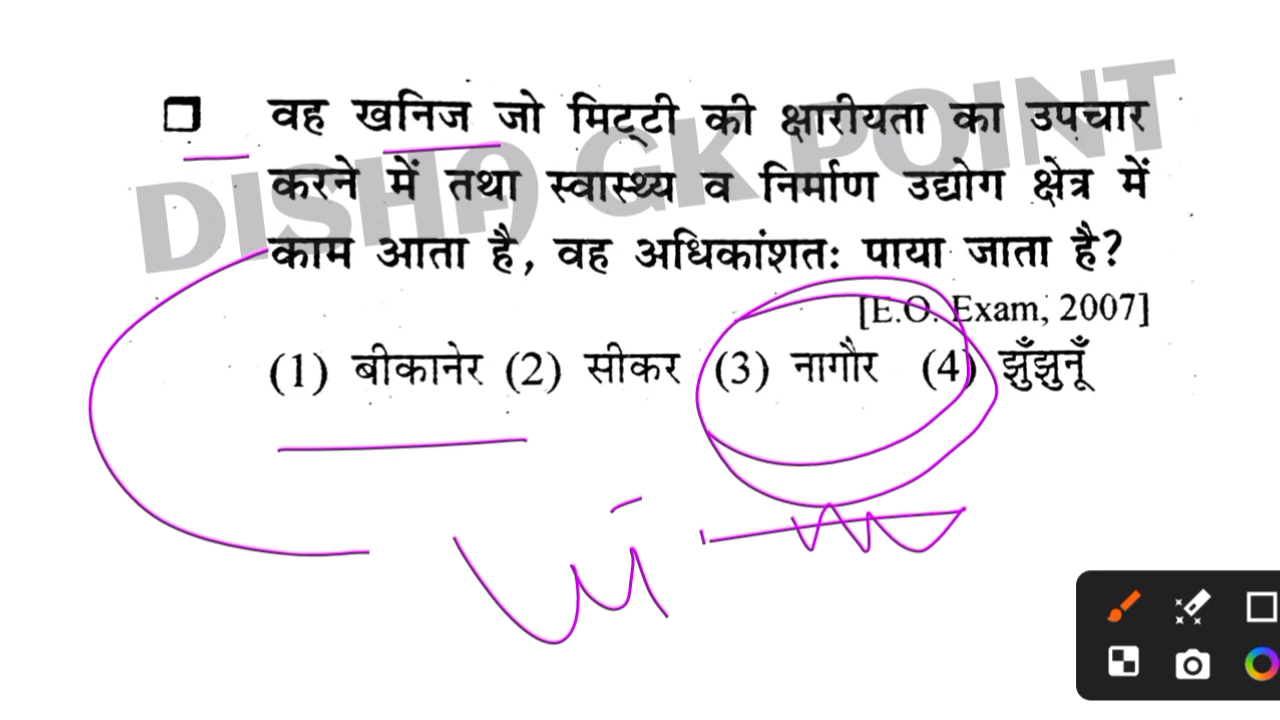 DISHA GK POINT
वह खनिज जो मिट्टी की क्षारीयता का उपचार
करने में तथा स्वास्थ्य व निर्माण उद्योग क्षेत्र में
काम आता है, वह अधिकांशतः पाया जाता है?
[E.O. Exam, 2007]
(1) बीकानेर (2) सीकर (3) नागौर (4) झुँझुनूँ